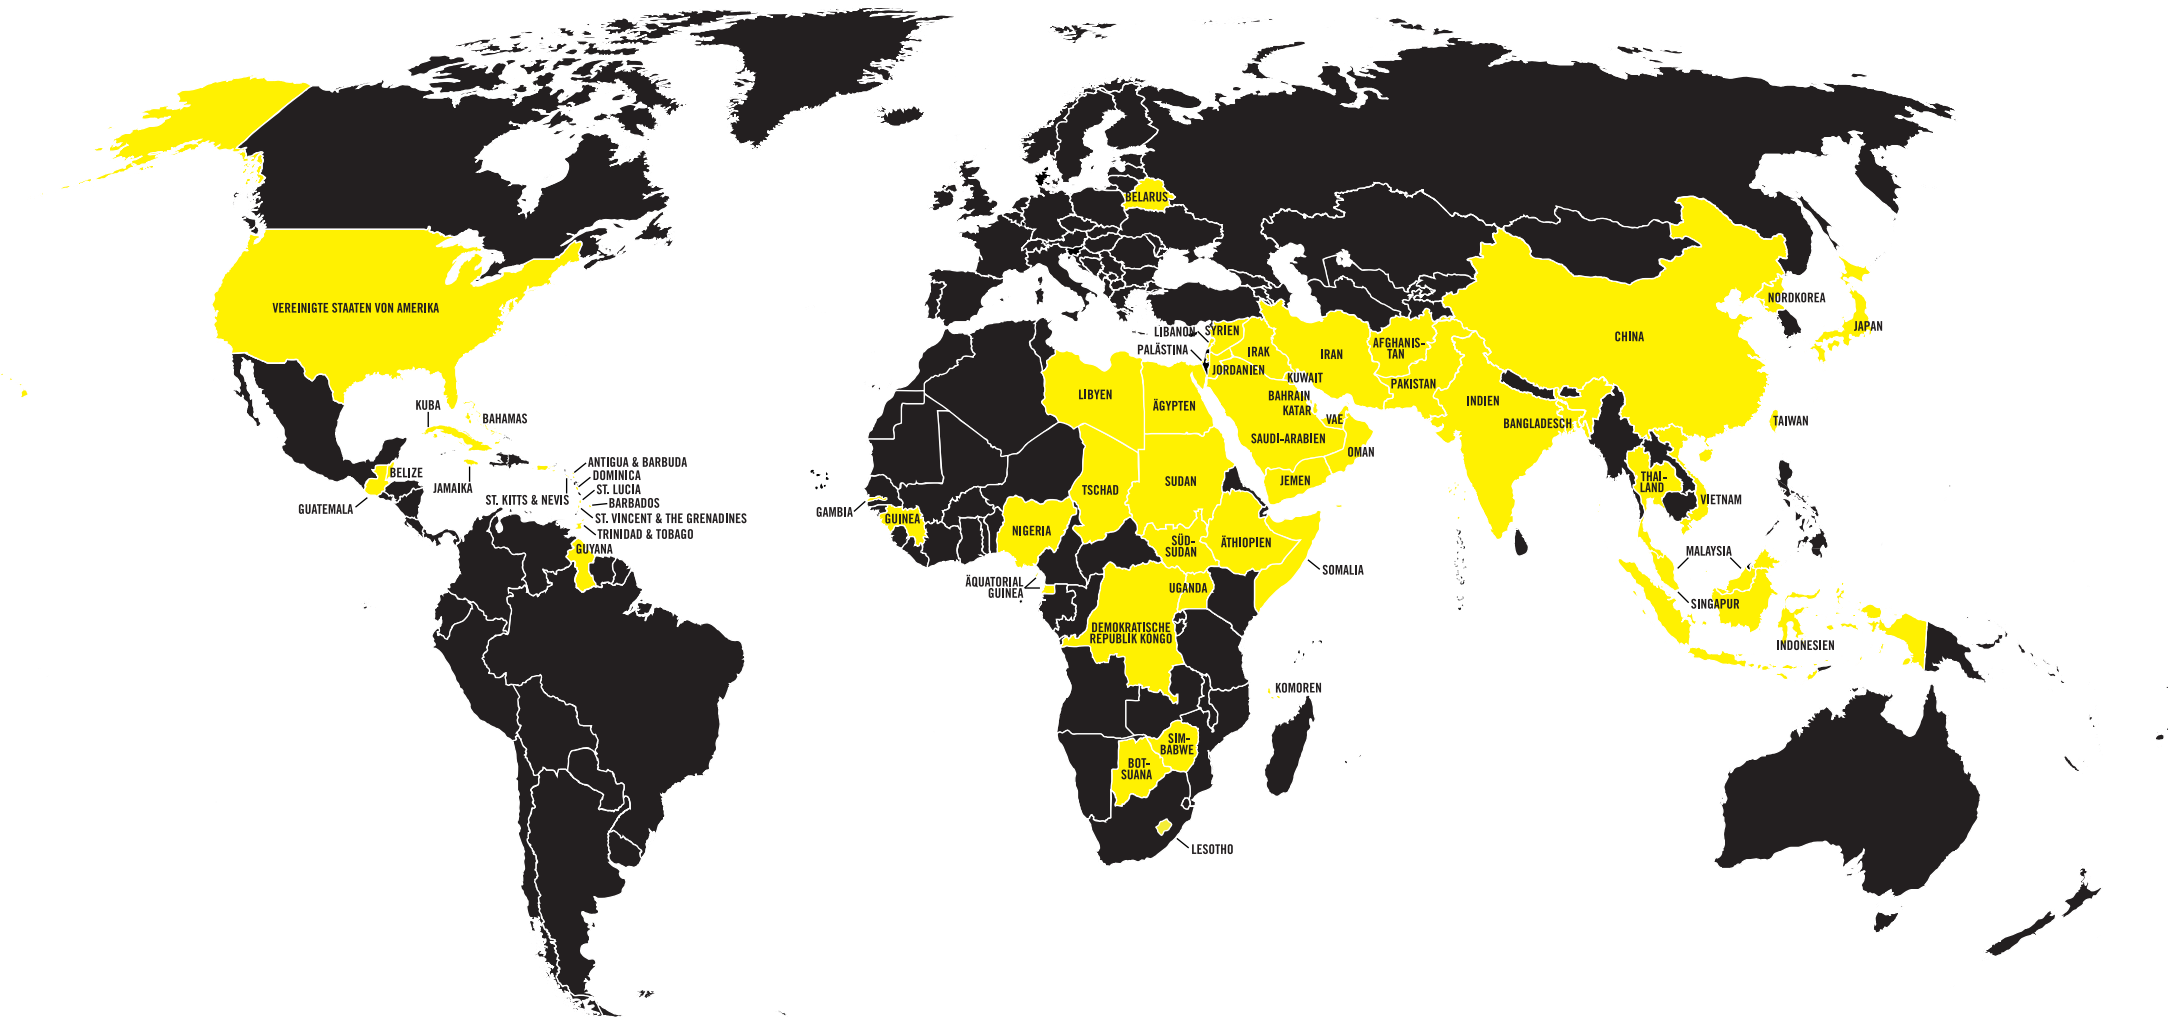 BELARUS
VEREINIGTE STAATEN VON AMERIKA
NORDKOREA
JAPAN
CHINA
LIBANON
SYRIEN
PALÄSTINA
IRAK
IRAN
AFGHANIS-
TAN
JORDANIEN
KUWAIT
PAKISTAN
LIBYEN
ÄGYPTEN
BAHRAIN
KATAR
VAE
INDIEN
BANGLADESCH
TAIWAN
KUBA
BAHAMAS
SAUDI-ARABIEN
OMAN
ANTIGUA & BARBUDA
BELIZE
DOMINICA
JAMAIKA
ST. LUCIA
ST. KITTS & NEVIS
BARBADOS
GUATEMALA
ST. VINCENT & THE GRENADINES
TRINIDAD & TOBAGO
GUYANA
JEMEN
TSCHAD
SUDAN
THAI-
LAND
VIETNAM
GAMBIA
GUINEA
NIGERIA
SÜD-
SUDAN
ÄTHIOPIEN
MALAYSIA
SOMALIA
ÄQUATORIAL
GUINEA
UGANDA
SINGAPUR
DEMOKRATISCHE
REPUBLIK KONGO
INDONESIEN
KOMOREN
SIM-
BABWE
BOT-
SUANA
LESOTHO